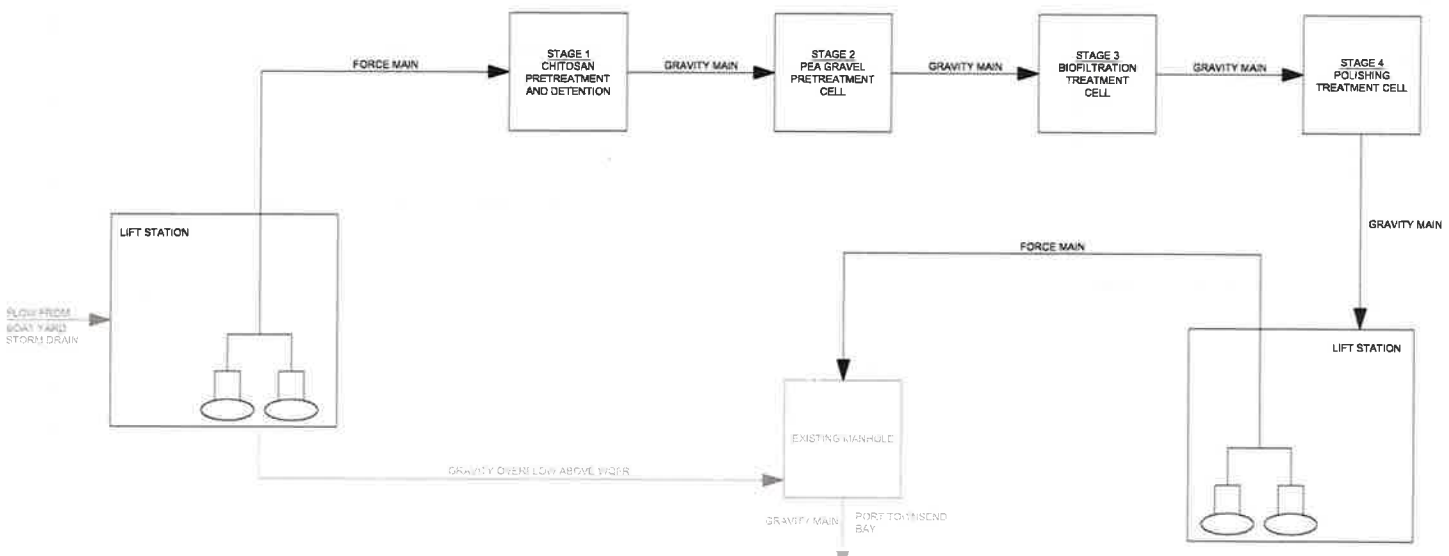 STAGE 1
CHITOSAN
PRETREATMENT
AND DETENTION
STAGE 2
PEA GRAVEL
PRETREATMENT
CELL
STAGE 3
BIOFILTRATION
TREATMENT
CELL
STAGE 4
POLISHING
TREATMENT CELL
FORCE MAIN
GRAVITY MAIN
GRAVITY MAIN
GRAVITY MAIN
GRAVITY MAIN
LIFT STATION
FORCE MAIN
FLOW FROM
BOAT YARD
STORM DRAIN
LIFT STATION
EXISTING MANHOLE
GRAVITY OVERFLOW ABOVE WQFR
GRAVITY MAIN
PORT TOWNSEND
BAY